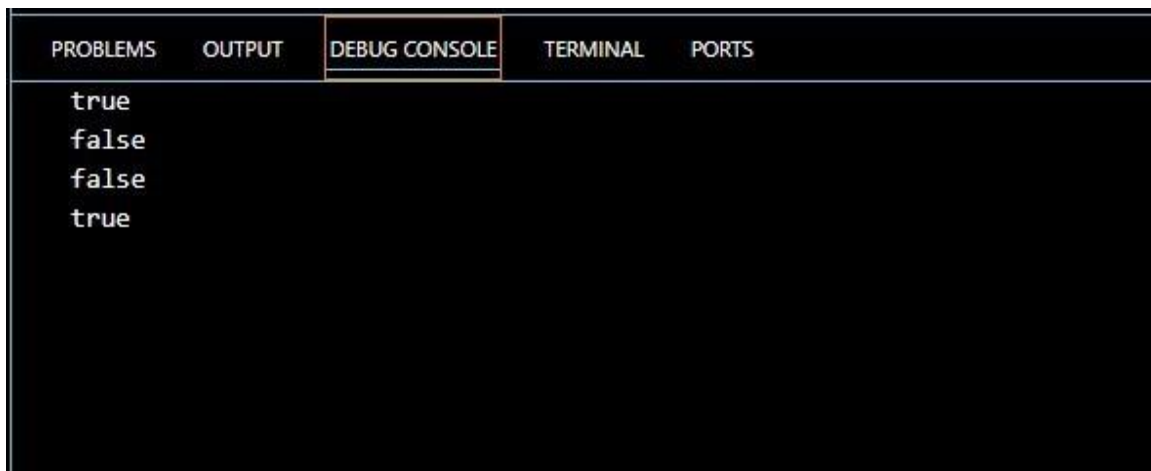 PROBLEMS OUTPUT DEBUG CONSOLE TERMINAL PORTS
true
false
false
true